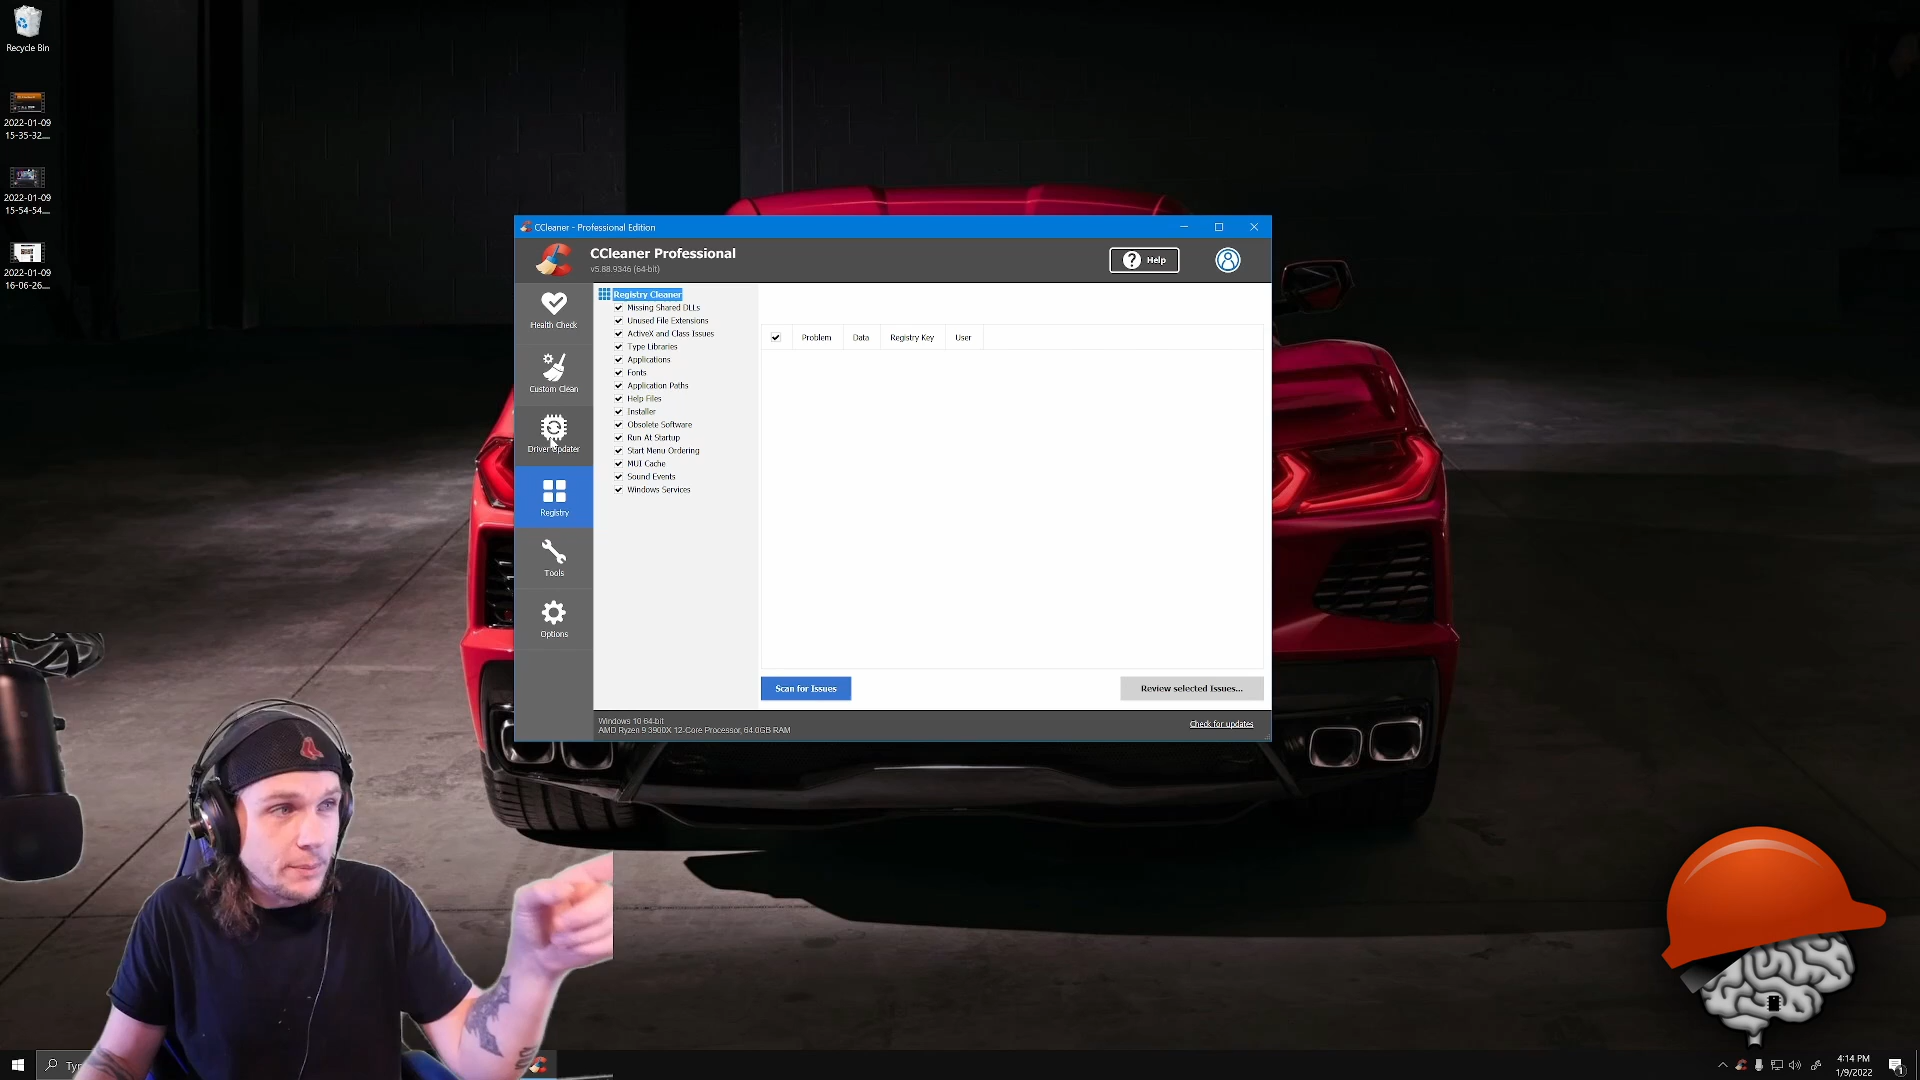 Recycle Bin
2022-01-09
15-35-32....
2022-01-09
15-54-54....
2022-01-09
16-06-26....
CCleaner - Professional Edition
CCleaner Professional
v5.88.9346 (64-bit)
Help
Health Check
Custom Clean
Driver Updater
Registry
Tools
Options
Registry Cleaner
Missing Shared DLLs
Unused File Extensions
ActiveX and Class Issues
Type Libraries
Applications
Fonts
Application Paths
Help Files
Installer
Obsolete Software
Run At Startup
Start Menu Ordering
MUI Cache
Sound Events
Windows Services
Problem Data Registry Key User
Scan for Issues
Review selected Issues...
Windows 10 64-bit
AMD Ryzen 9 3900X 12-Core Processor, 64.0GB RAM
Check for updates
Ty
4:14 PM
1/9/2022
1